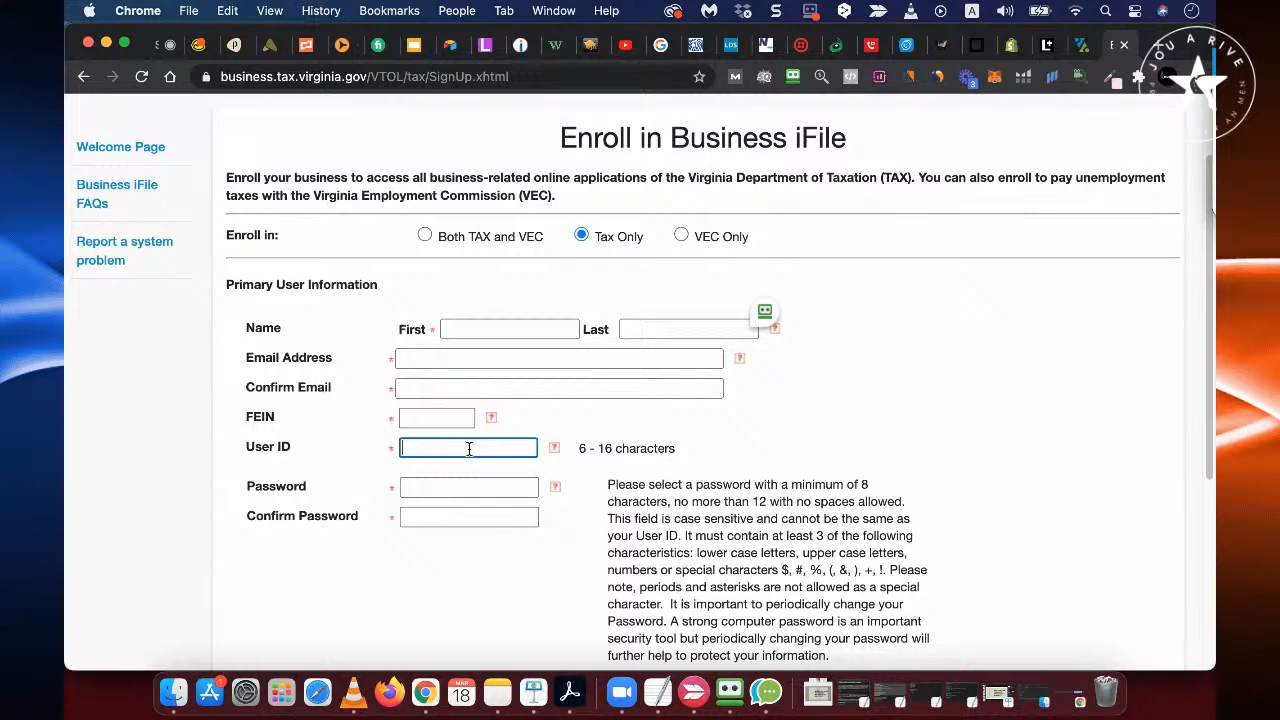 Chrome File Edit View History Bookmarks People Tab Window Help
business.tax.virginia.gov/VTOL/tax/SignUp.xhtml
Welcome Page
Business iFile
FAQs
Report a system
problem
Enroll in Business iFile
Enroll your business to access all business-related online applications of the Virginia Department of Taxation (TAX). You can also enroll to pay unemployment
taxes with the Virginia Employment Commission (VEC).
Enroll in: Both TAX and VEC Tax Only VEC Only
Primary User Information
Name First * Last ?
Email Address * ?
Confirm Email *
FEIN * ?
User ID * ? 6 - 16 characters
Password * ?
Confirm Password *
Please select a password with a minimum of 8
characters, no more than 12 with no spaces allowed.
This field is case sensitive and cannot be the same as
your User ID. It must contain at least 3 of the following
characteristics: lower case letters, upper case letters,
numbers or special characters $, #, %, (, &, ), +, !. Please
note, periods and asterisks are not allowed as a special
character. It is important to periodically change your
Password. A strong computer password is an important
security tool but periodically changing your password will
further help to protect your information.
MAR
18